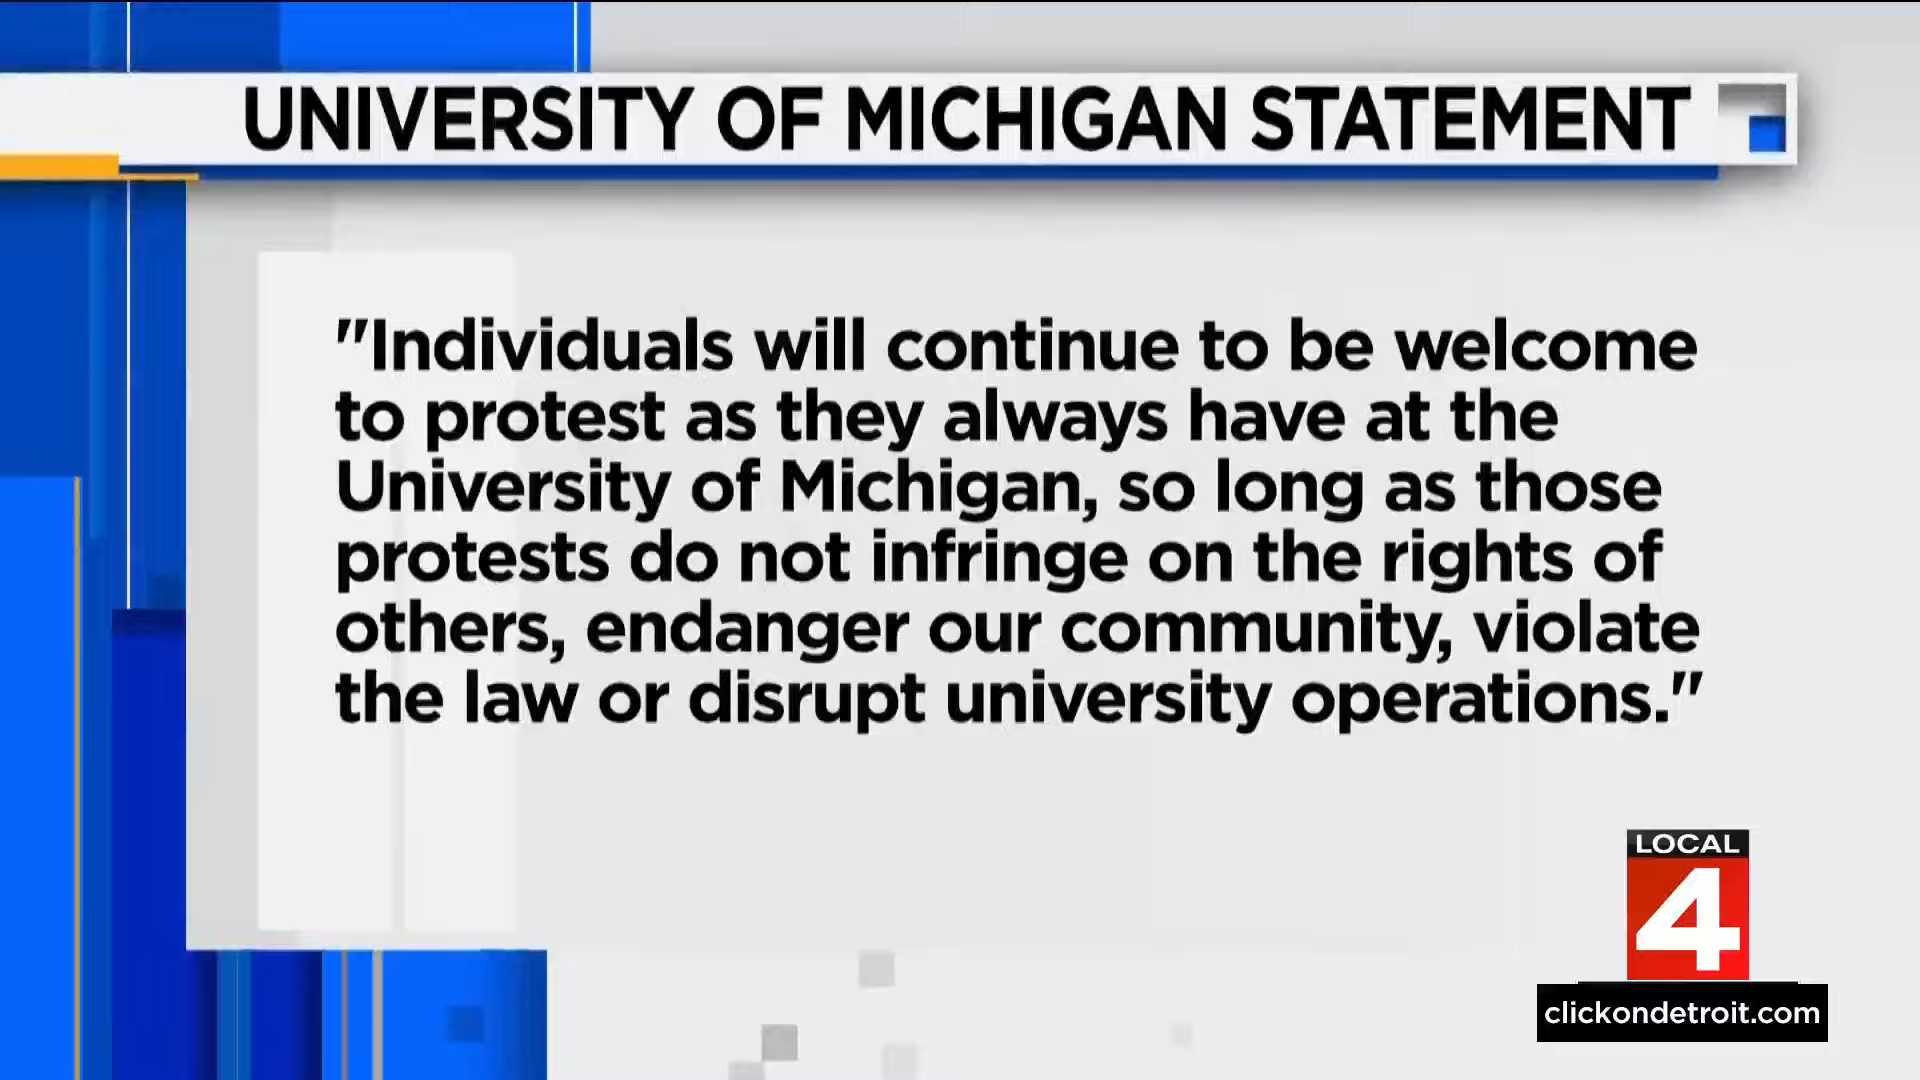 UNIVERSITY OF MICHIGAN STATEMENT
"Individuals will continue to be welcome
to protest as they always have at the
University of Michigan, so long as those
protests do not infringe on the rights of
others, endanger our community, violate
the law or disrupt university operations."
LOCAL
4
clickondetroit.com